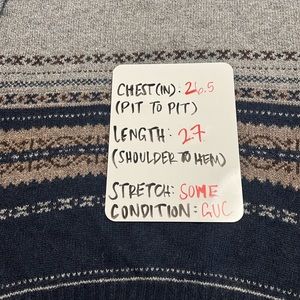 CHEST(IN): 26.5
(PIT TO PIT)
LENGTH: 27
(SHOULDER TO HEM)
STRETCH: SOME
CONDITION: GUC